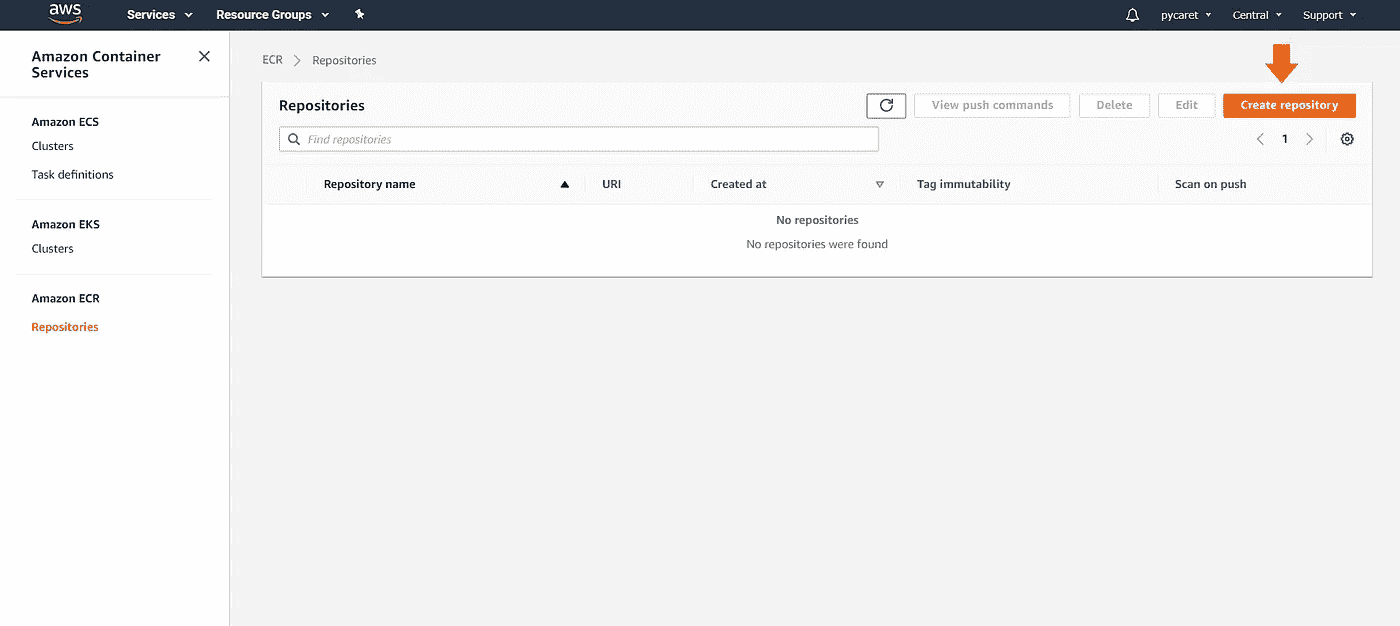 aws Services Resource Groups pycaret Central Support
Amazon Container
Services
Amazon ECS
Clusters
Task definitions
Amazon EKS
Clusters
Amazon ECR
Repositories
ECR Repositories
Repositories View push commands Delete Edit Create repository
Find repositories 1
Repository name URI Created at Tag immutability Scan on push
No repositories
No repositories were found